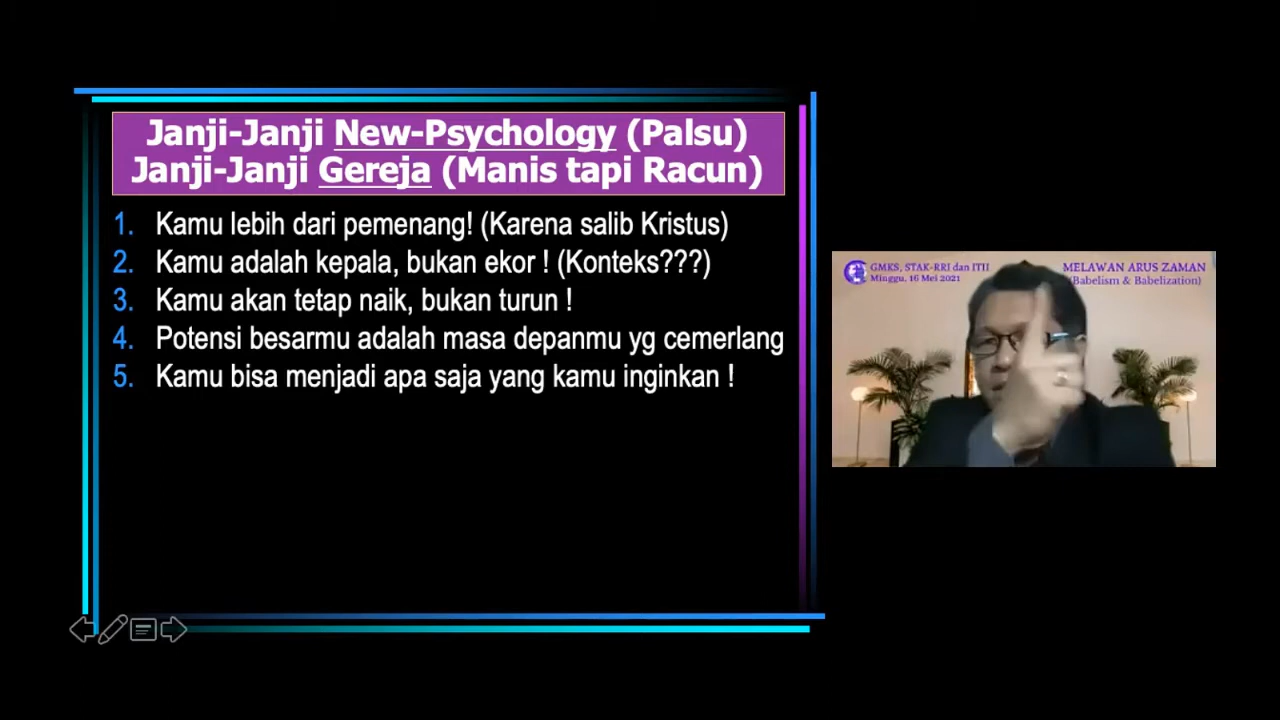 Janji-Janji New-Psychology (Palsu)
Janji-Janji Gereja (Manis tapi Racun)
1. Kamu lebih dari pemenang! (Karena salib Kristus)
2. Kamu adalah kepala, bukan ekor ! (Konteks???)
3. Kamu akan tetap naik, bukan turun !
4. Potensi besarmu adalah masa depanmu yg cemerlang
5. Kamu bisa menjadi apa saja yang kamu inginkan !
GMKS, STAK-RRI dan ITH
Minggu, 16 Mei 2021
MELAWAN ARUS ZAMAN
(Babelism & Babelization)